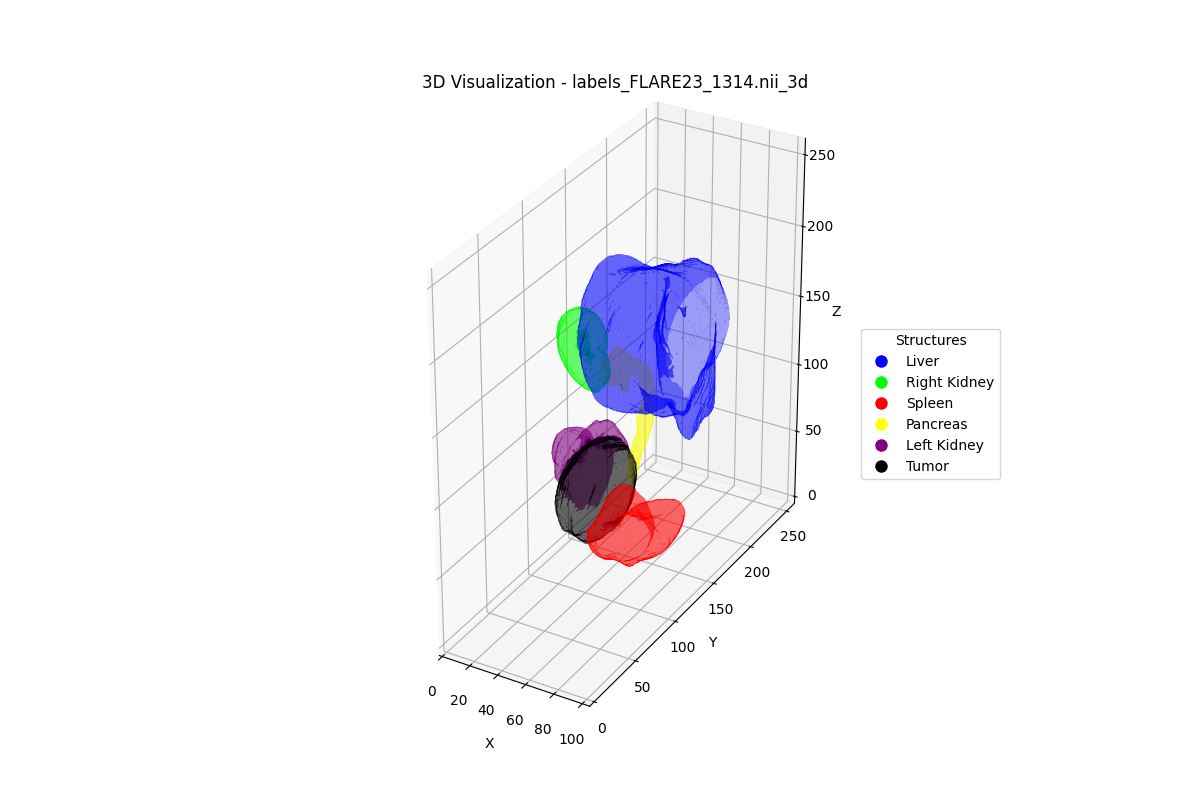 3D Visualization - labels_FLARE23_1314.nii_3d
250
200
150
Z
100
50
0
Structures
Liver
Right Kidney
Spleen
Pancreas
Left Kidney
Tumor
250
200
150
100
Y
50
0
0
20
40
60
80
100
X